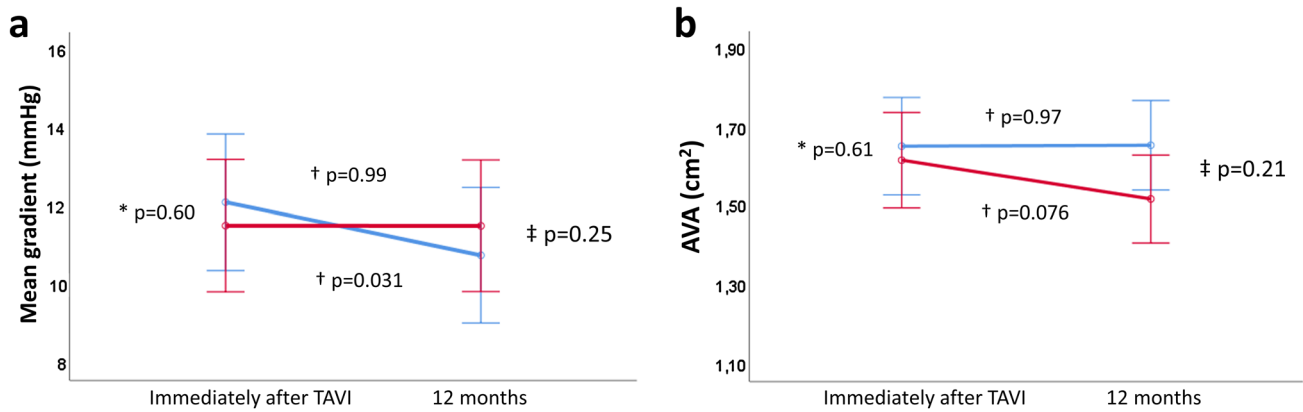 a
Mean gradient (mmHg)
16
14
12
10
8
* p=0.60
† p=0.99
† p=0.031
‡ p=0.25
Immediately after TAVI
12 months
b
AVA (cm²)
1,90
1,70
1,50
1,30
1,10
* p=0.61
† p=0.97
† p=0.076
‡ p=0.21
Immediately after TAVI
12 months